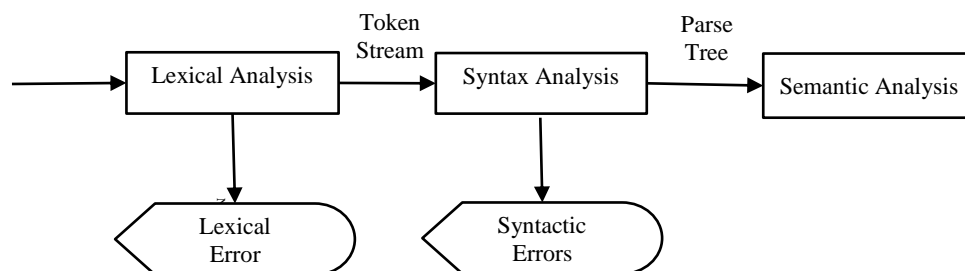 Token
Stream
Parse
Tree
Lexical Analysis
Syntax Analysis
Semantic Analysis
Lexical
Error
Syntactic
Errors